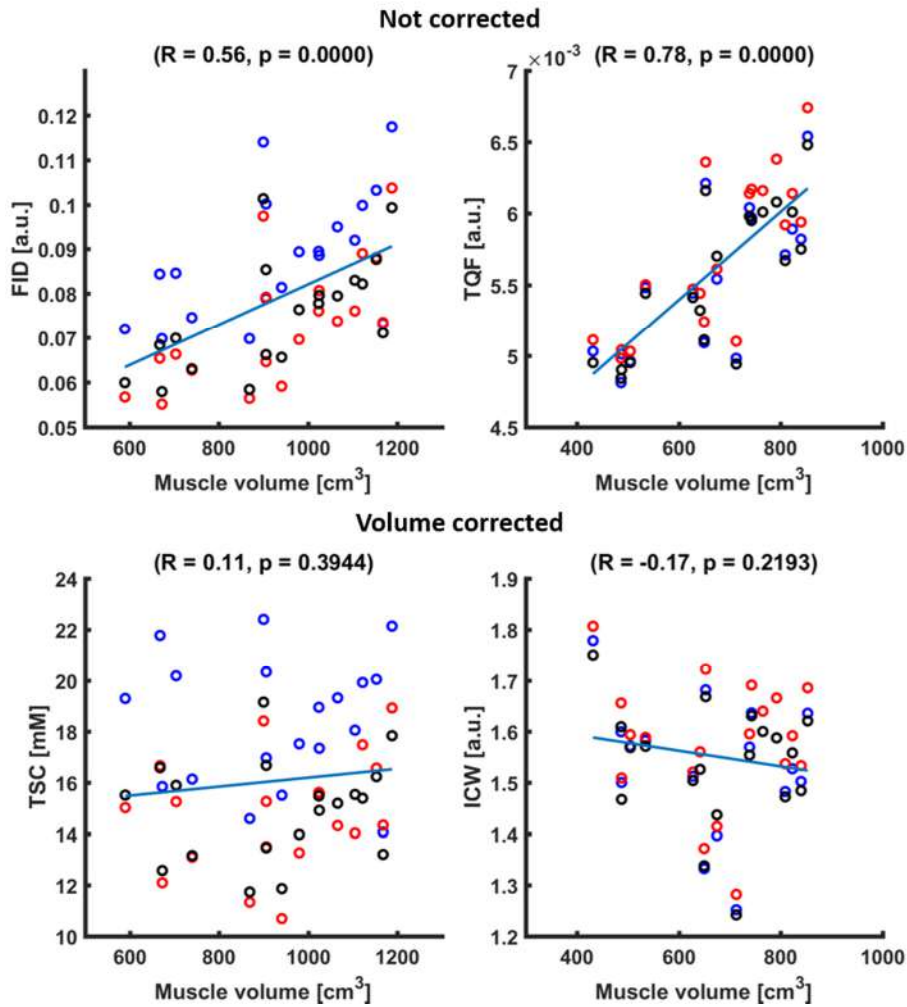 Not corrected
(R = 0.56, p = 0.0000)
0.12
0.11
0.1
0.09
0.08
0.07
0.06
0.05
FID [a.u.]
600 800 1000 1200
Muscle volume [cm³]
×10⁻³ (R = 0.78, p = 0.0000)
7
6.5
6
5.5
5
4.5
TQF [a.u.]
400 600 800 1000
Muscle volume [cm³]
Volume corrected
(R = 0.11, p = 0.3944)
24
22
20
18
16
14
12
10
TSC [mM]
600 800 1000 1200
Muscle volume [cm³]
(R = -0.17, p = 0.2193)
1.9
1.8
1.7
1.6
1.5
1.4
1.3
1.2
ICW [a.u.]
400 600 800 1000
Muscle volume [cm³]